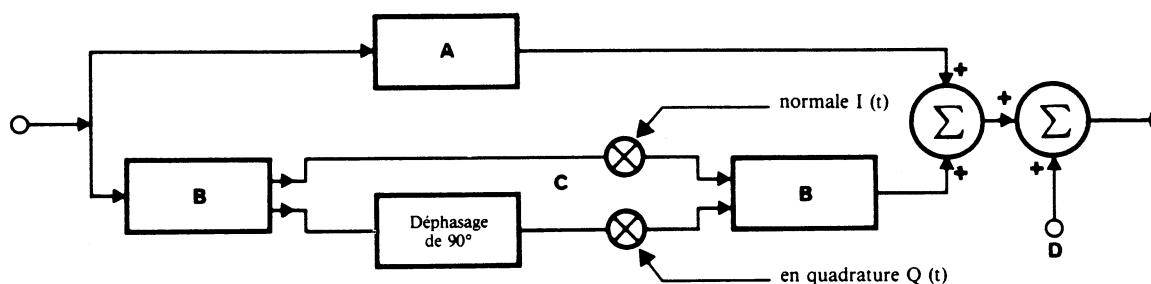 A
normale I (t)
+
Σ
+
Σ
+
+
B
C
B
Déphasage
de 90°
D
en quadrature Q (t)